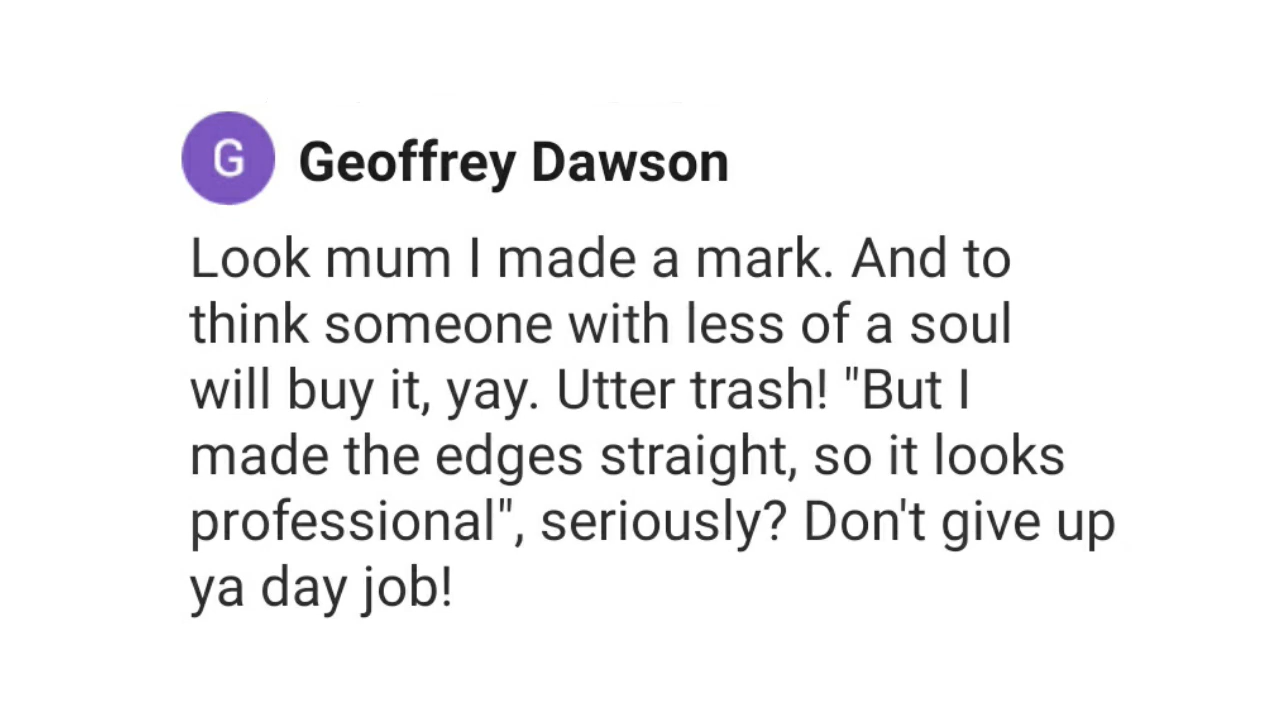 G
Geoffrey Dawson
Look mum I made a mark. And to
think someone with less of a soul
will buy it, yay. Utter trash! "But I
made the edges straight, so it looks
professional", seriously? Don't give up
ya day job!